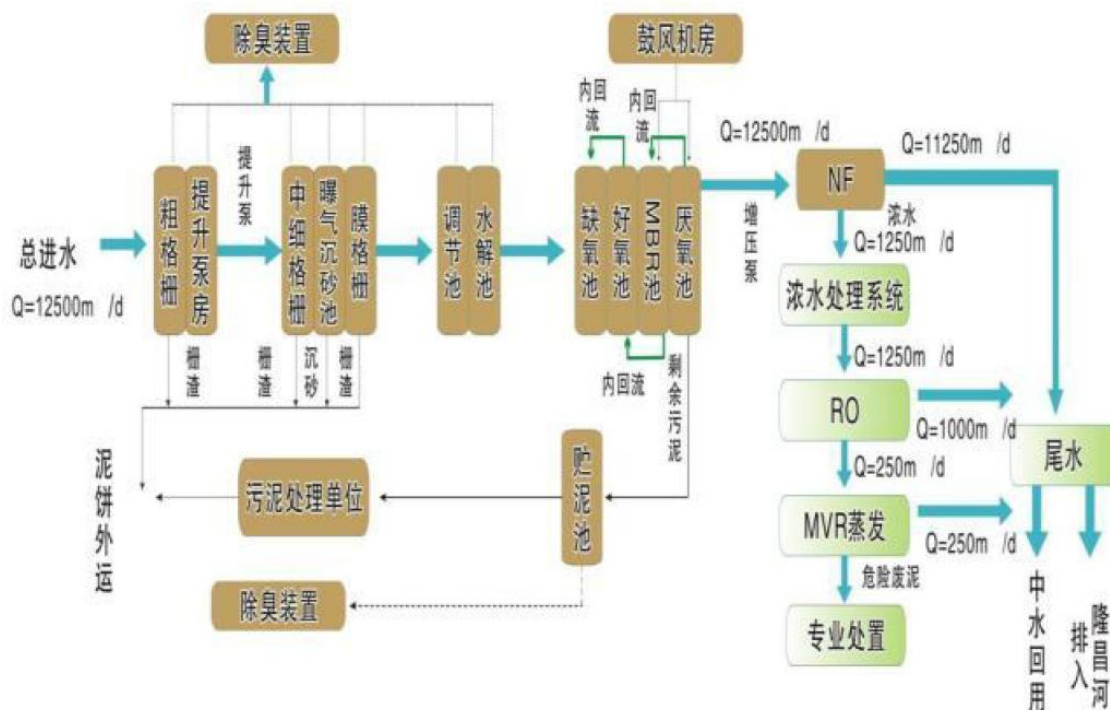 除臭装置
鼓风机房
内回流
内回流
Q=12500m /d
Q=11250m /d
提升泵
粗格栅
提升泵房
中细格栅
曝气沉砂池
膜格栅
调节池
水解池
缺氧池
好氧池
MBR池
厌氧池
增压泵
NF
浓水
Q=1250m /d
总进水
Q=12500m /d
浓水处理系统
栅渣
栅渣
沉砂
栅渣
内回流
剩余污泥
Q=1250m /d
RO
Q=1000m /d
尾水
Q=250m /d
泥饼外运
污泥处理单位
贮泥池
MVR蒸发
Q=250m /d
危险废泥
除臭装置
专业处置
中水回用
排入
隆昌河